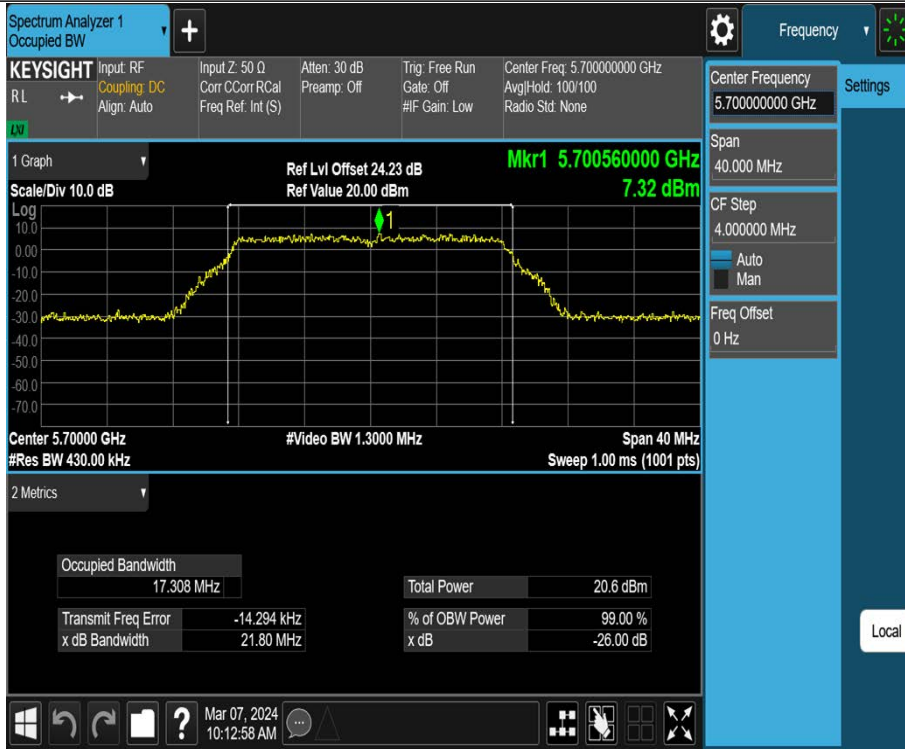 Spectrum Analyzer 1
Occupied BW
+
Frequency
KEYSIGHT
R L
LXI
Input: RF
Coupling: DC
Align: Auto
Input Z: 50 Ω
Corr CCorr RCal
Freq Ref: Int (S)
Atten: 30 dB
Preamp: Off
Trig: Free Run
Gate: Off
#IF Gain: Low
Center Freq: 5.700000000 GHz
Avg|Hold: 100/100
Radio Std: None
Center Frequency
5.700000000 GHz
Settings
Span
40.000 MHz
CF Step
4.000000 MHz
Auto
Man
Freq Offset
0 Hz
1 Graph
Scale/Div 10.0 dB
Ref Lvl Offset 24.23 dB
Ref Value 20.00 dBm
Mkr1 5.700560000 GHz
7.32 dBm
Log
10.0
0.00
-10.0
-20.0
-30.0
-40.0
-50.0
-60.0
-70.0
1
Center 5.70000 GHz
#Video BW 1.3000 MHz
Span 40 MHz
#Res BW 430.00 kHz
Sweep 1.00 ms (1001 pts)
2 Metrics
Occupied Bandwidth
17.308 MHz
Total Power 20.6 dBm
Transmit Freq Error -14.294 kHz
% of OBW Power 99.00 %
x dB Bandwidth 21.80 MHz
x dB -26.00 dB
Local
?
Mar 07, 2024
10:12:58 AM